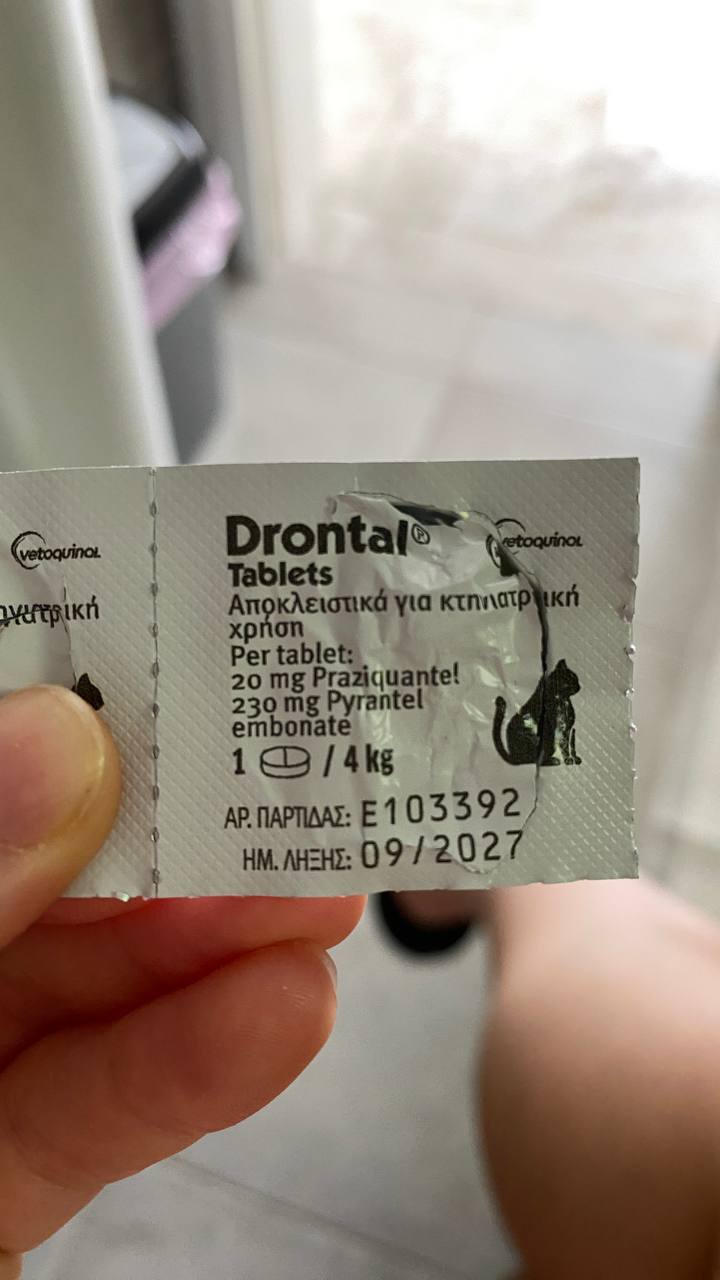 vetoquinol
Drontal®
vetoquinol
Tablets
Αποκλειστικά για κτηνιατρική
χρήση
Per tablet:
20 mg Praziquantel
230 mg Pyrantel
embonate
1 / 4 kg
ΑΡ. ΠΑΡΤΙΔΑΣ: E103392
ΗΜ. ΛΗΞΗΣ: 09/2027